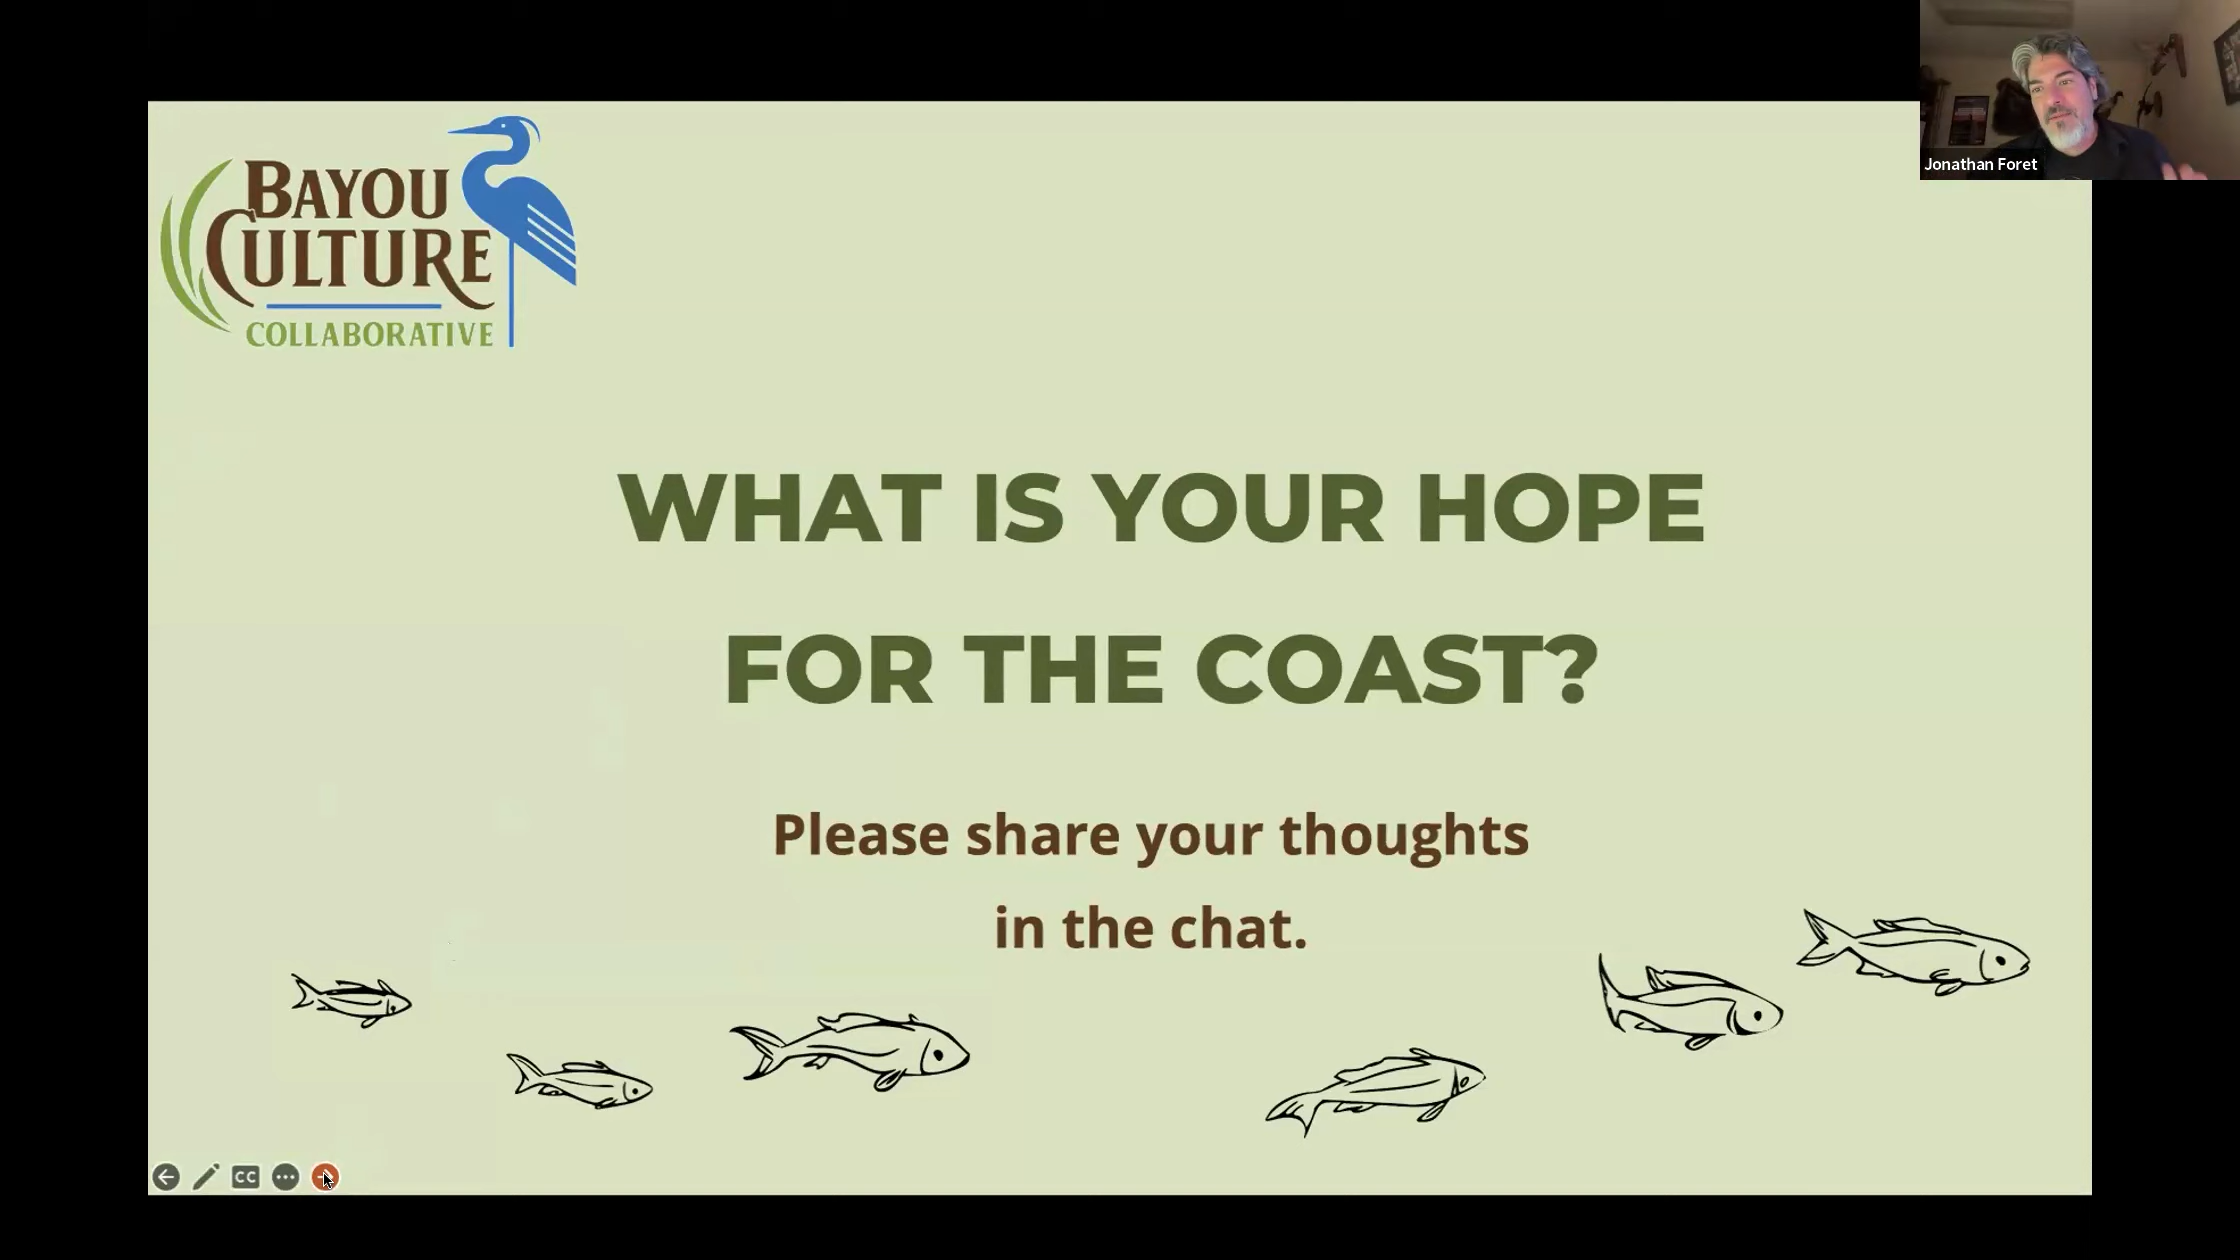 BAYOU
CULTURE
COLLABORATIVE
Jonathan Foret
WHAT IS YOUR HOPE
FOR THE COAST?
Please share your thoughts
in the chat.
CC